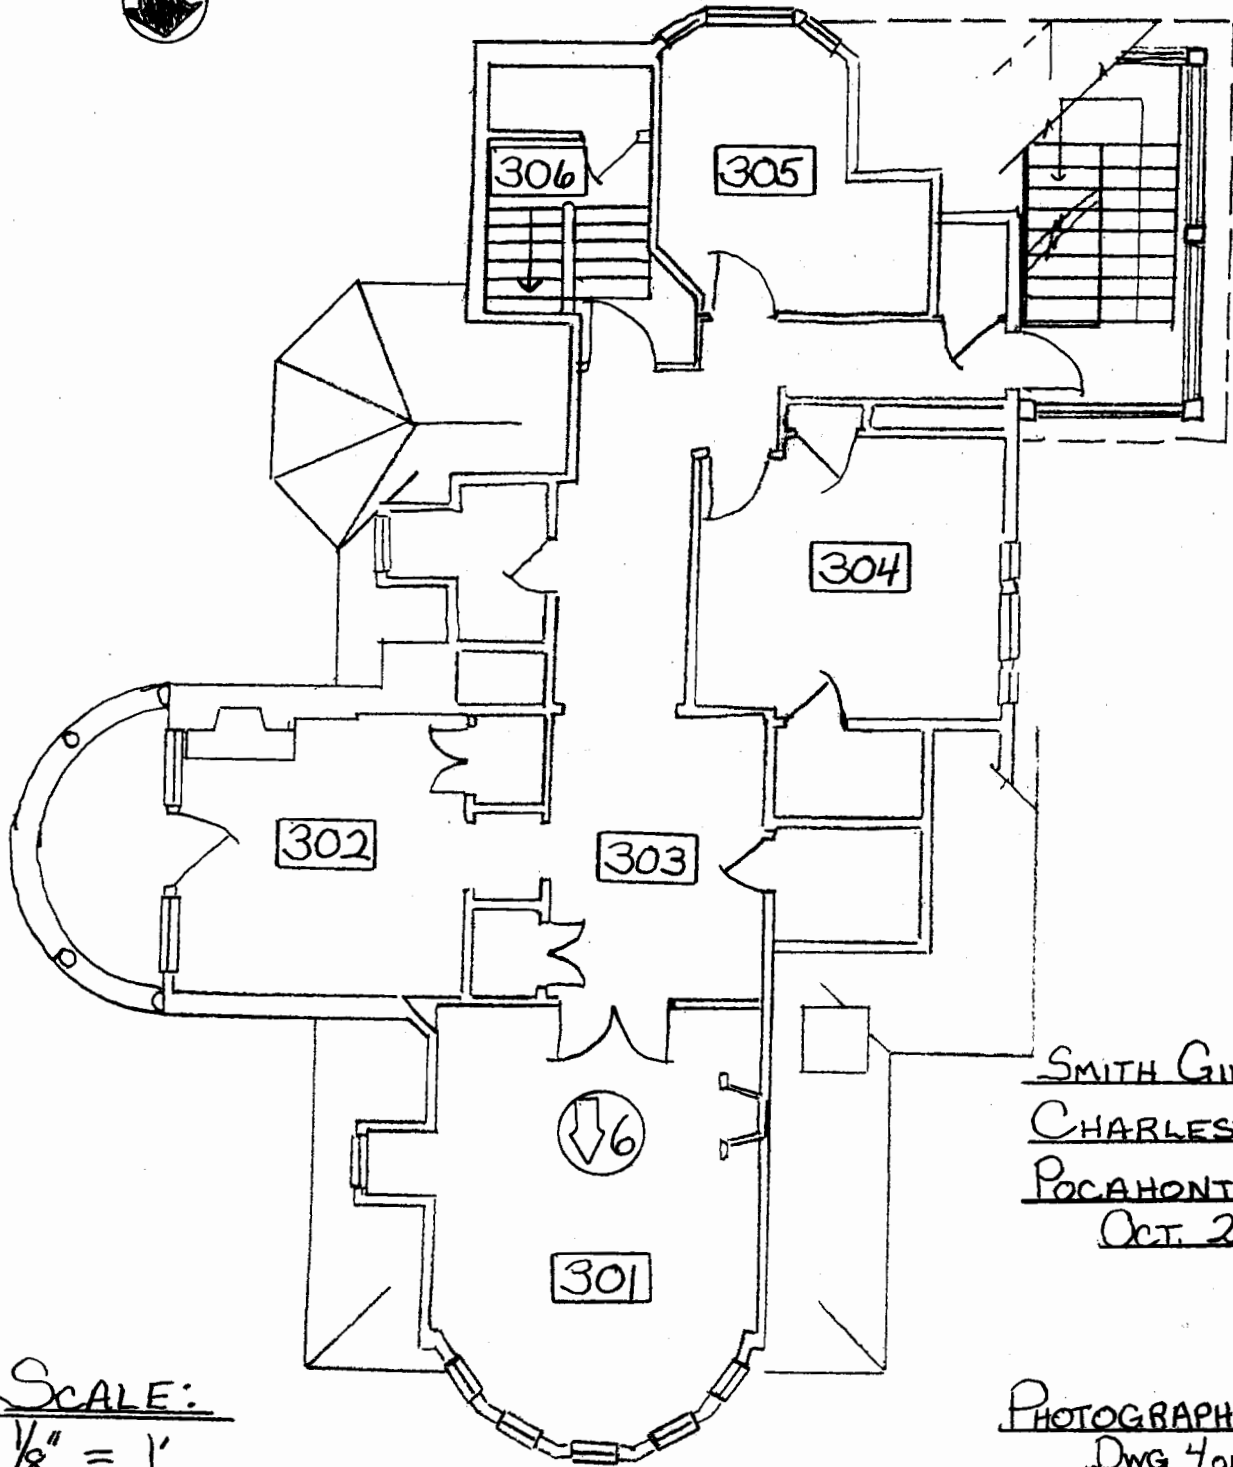 306
305
304
302
303
6
301
SMITH
CHARLES
POCAHONT
OCT. 2
SCALE:
1/8" = 1'
PHOTOGRAPH
DWG 4 OF